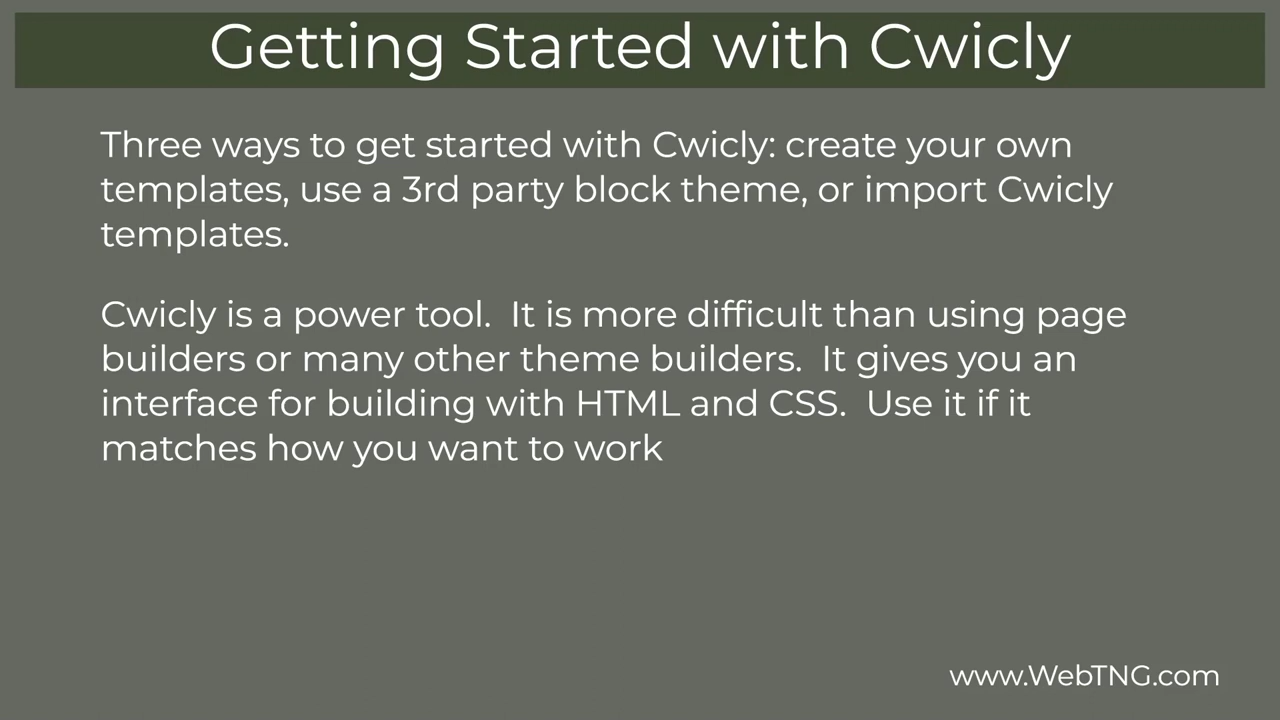 Getting Started with Cwicly
Three ways to get started with Cwicly: create your own
templates, use a 3rd party block theme, or import Cwicly
templates.
Cwicly is a power tool.  It is more difficult than using page
builders or many other theme builders.  It gives you an
interface for building with HTML and CSS.  Use it if it
matches how you want to work
www.WebTNG.com